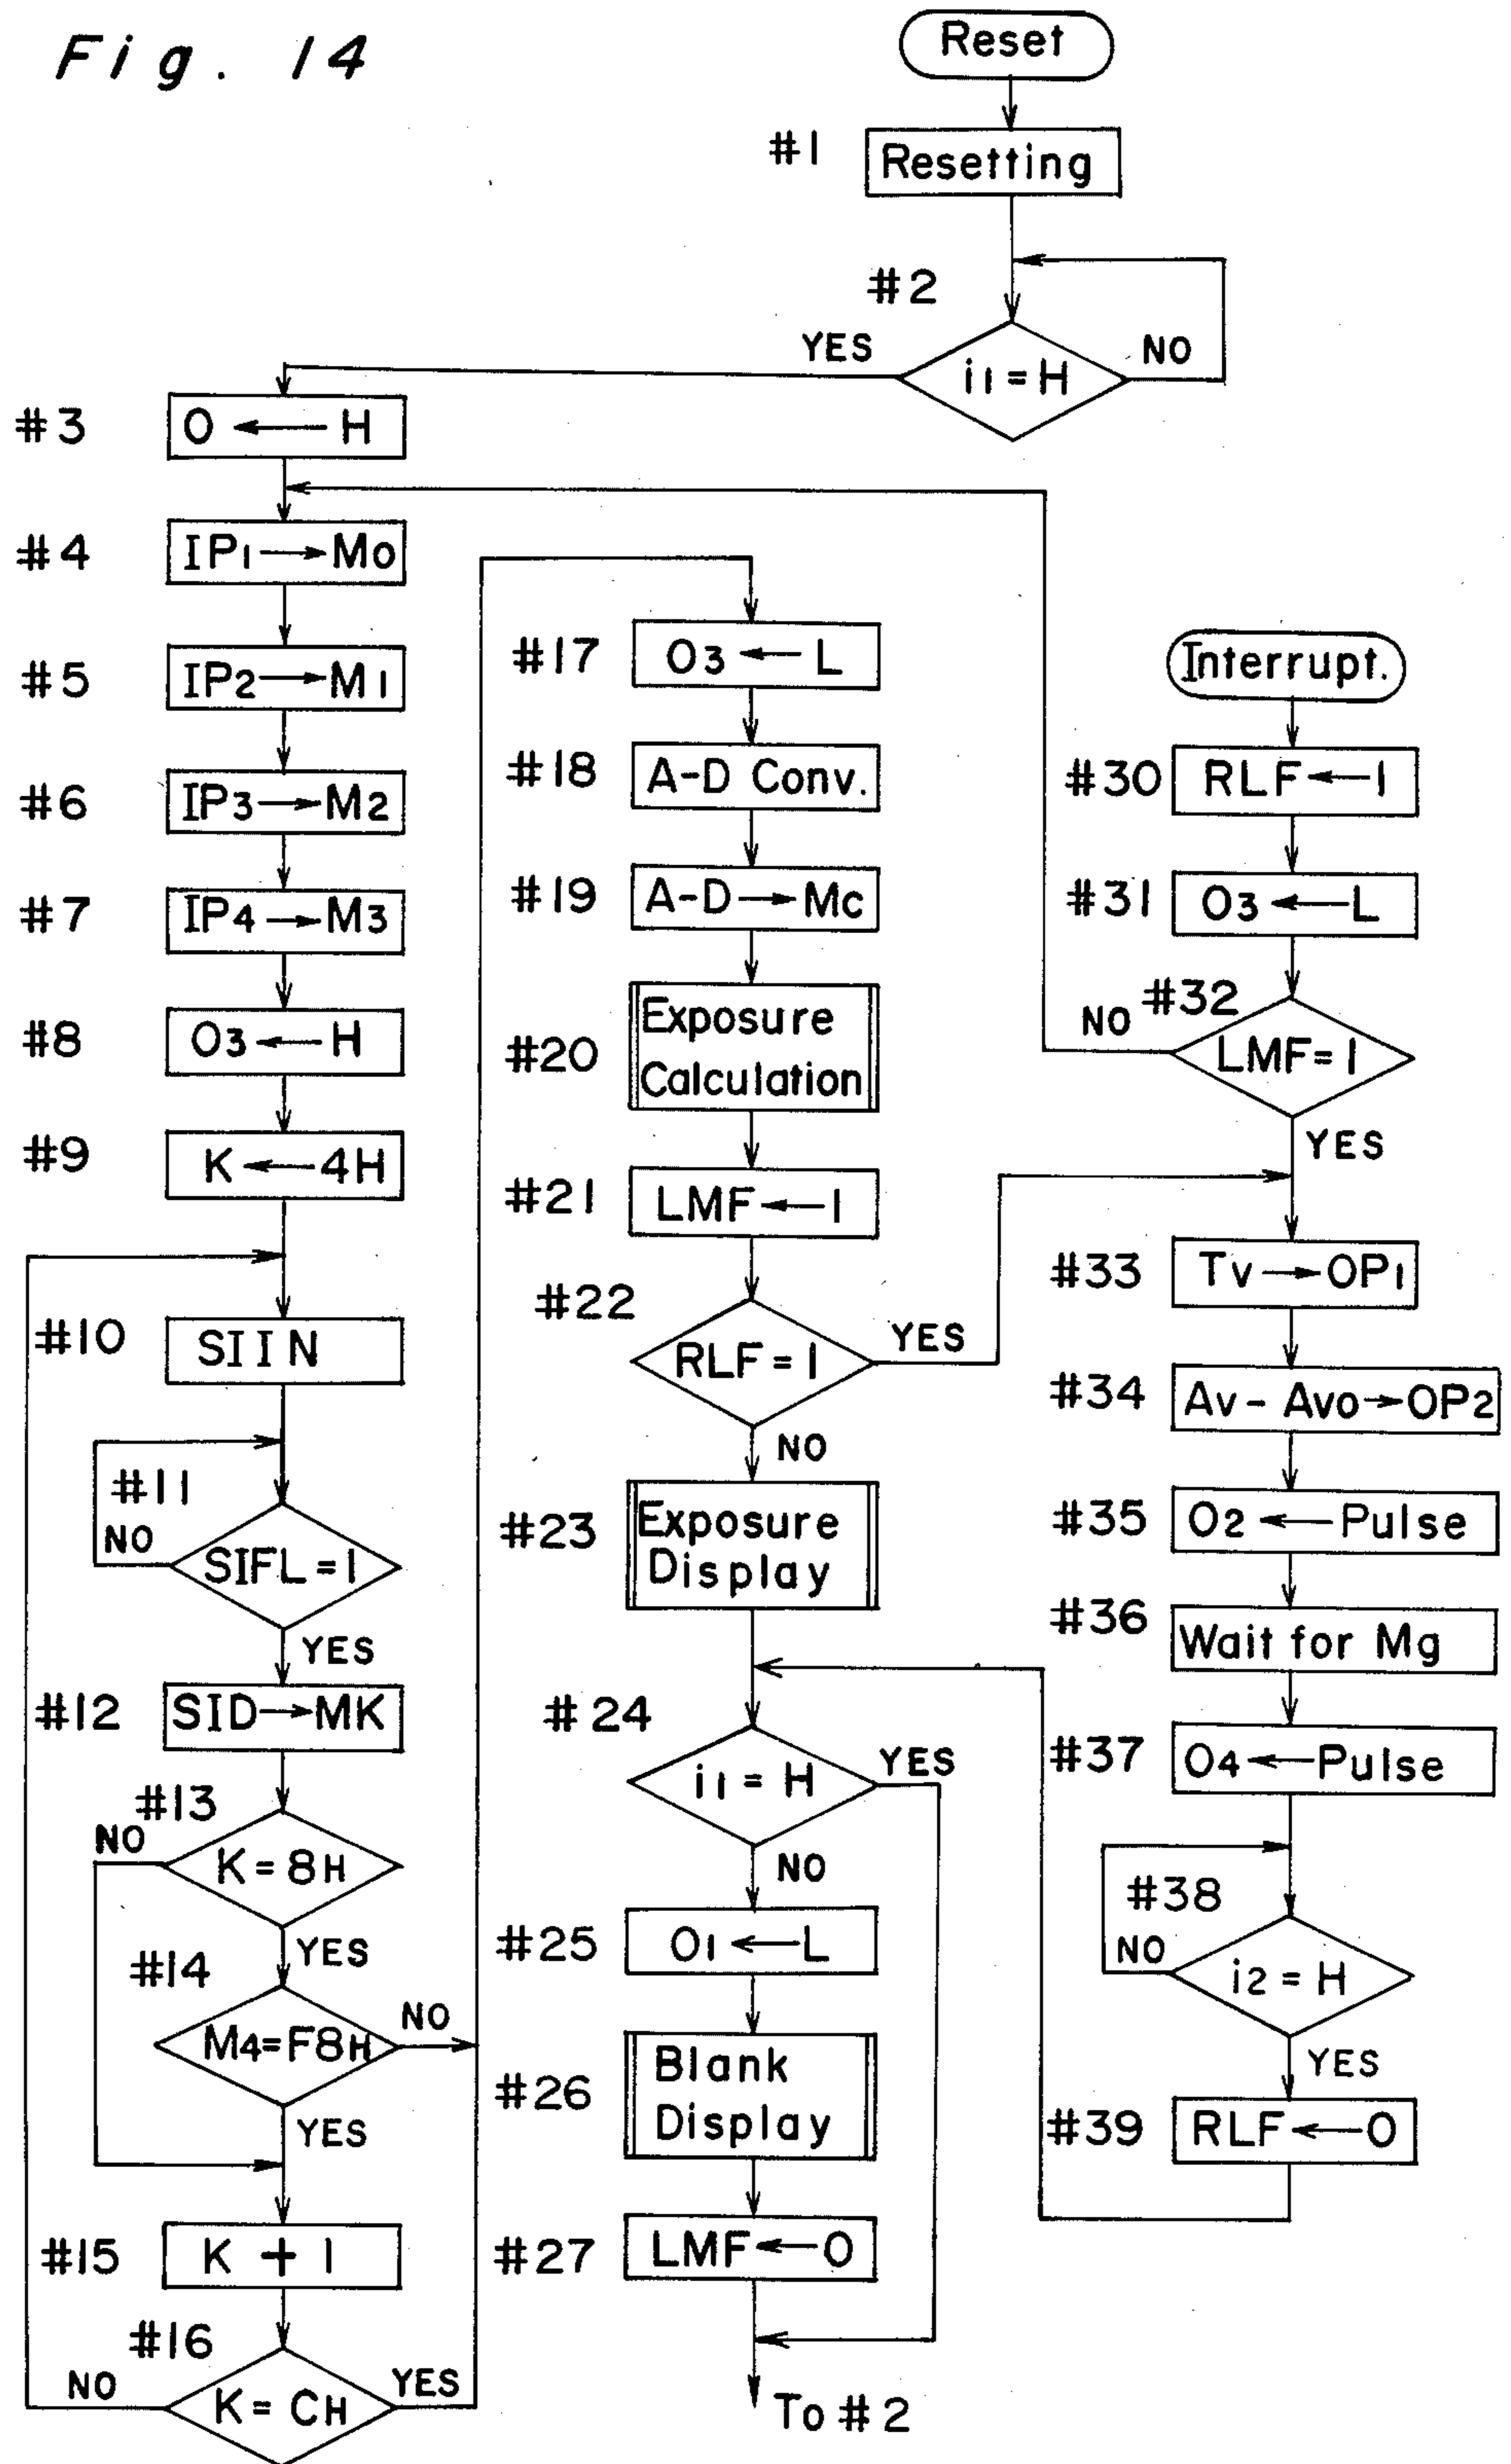 Fig. 14
Reset
#1
Resetting
#2
i1 = H
YES
NO
#3
O ← H
#4
IP1 → M0
#5
IP2 → M1
#6
IP3 → M2
#7
IP4 → M3
#8
O3 ← H
#9
K ← 4H
#10
SIIN
#11
NO
SIFL = 1
YES
#12
SID → MK
#13
NO
K = 8H
YES
#14
M4 = F8H
NO
YES
#15
K + 1
#16
NO
K = CH
YES
#17
O3 ← L
#18
A-D Conv.
#19
A-D → Mc
#20
Exposure
Calculation
#21
LMF ← 1
#22
RLF = 1
YES
NO
#23
Exposure
Display
#24
i1 = H
YES
NO
#25
O1 ← L
#26
Blank
Display
#27
LMF ← 0
To #2
Interrupt.
#30
RLF ← 1
#31
O3 ← L
#32
NO
LMF = 1
YES
#33
Tv → OP1
#34
Av - Avo → OP2
#35
O2 ← Pulse
#36
Wait for Mg
#37
O4 ← Pulse
#38
NO
i2 = H
YES
#39
RLF ← 0